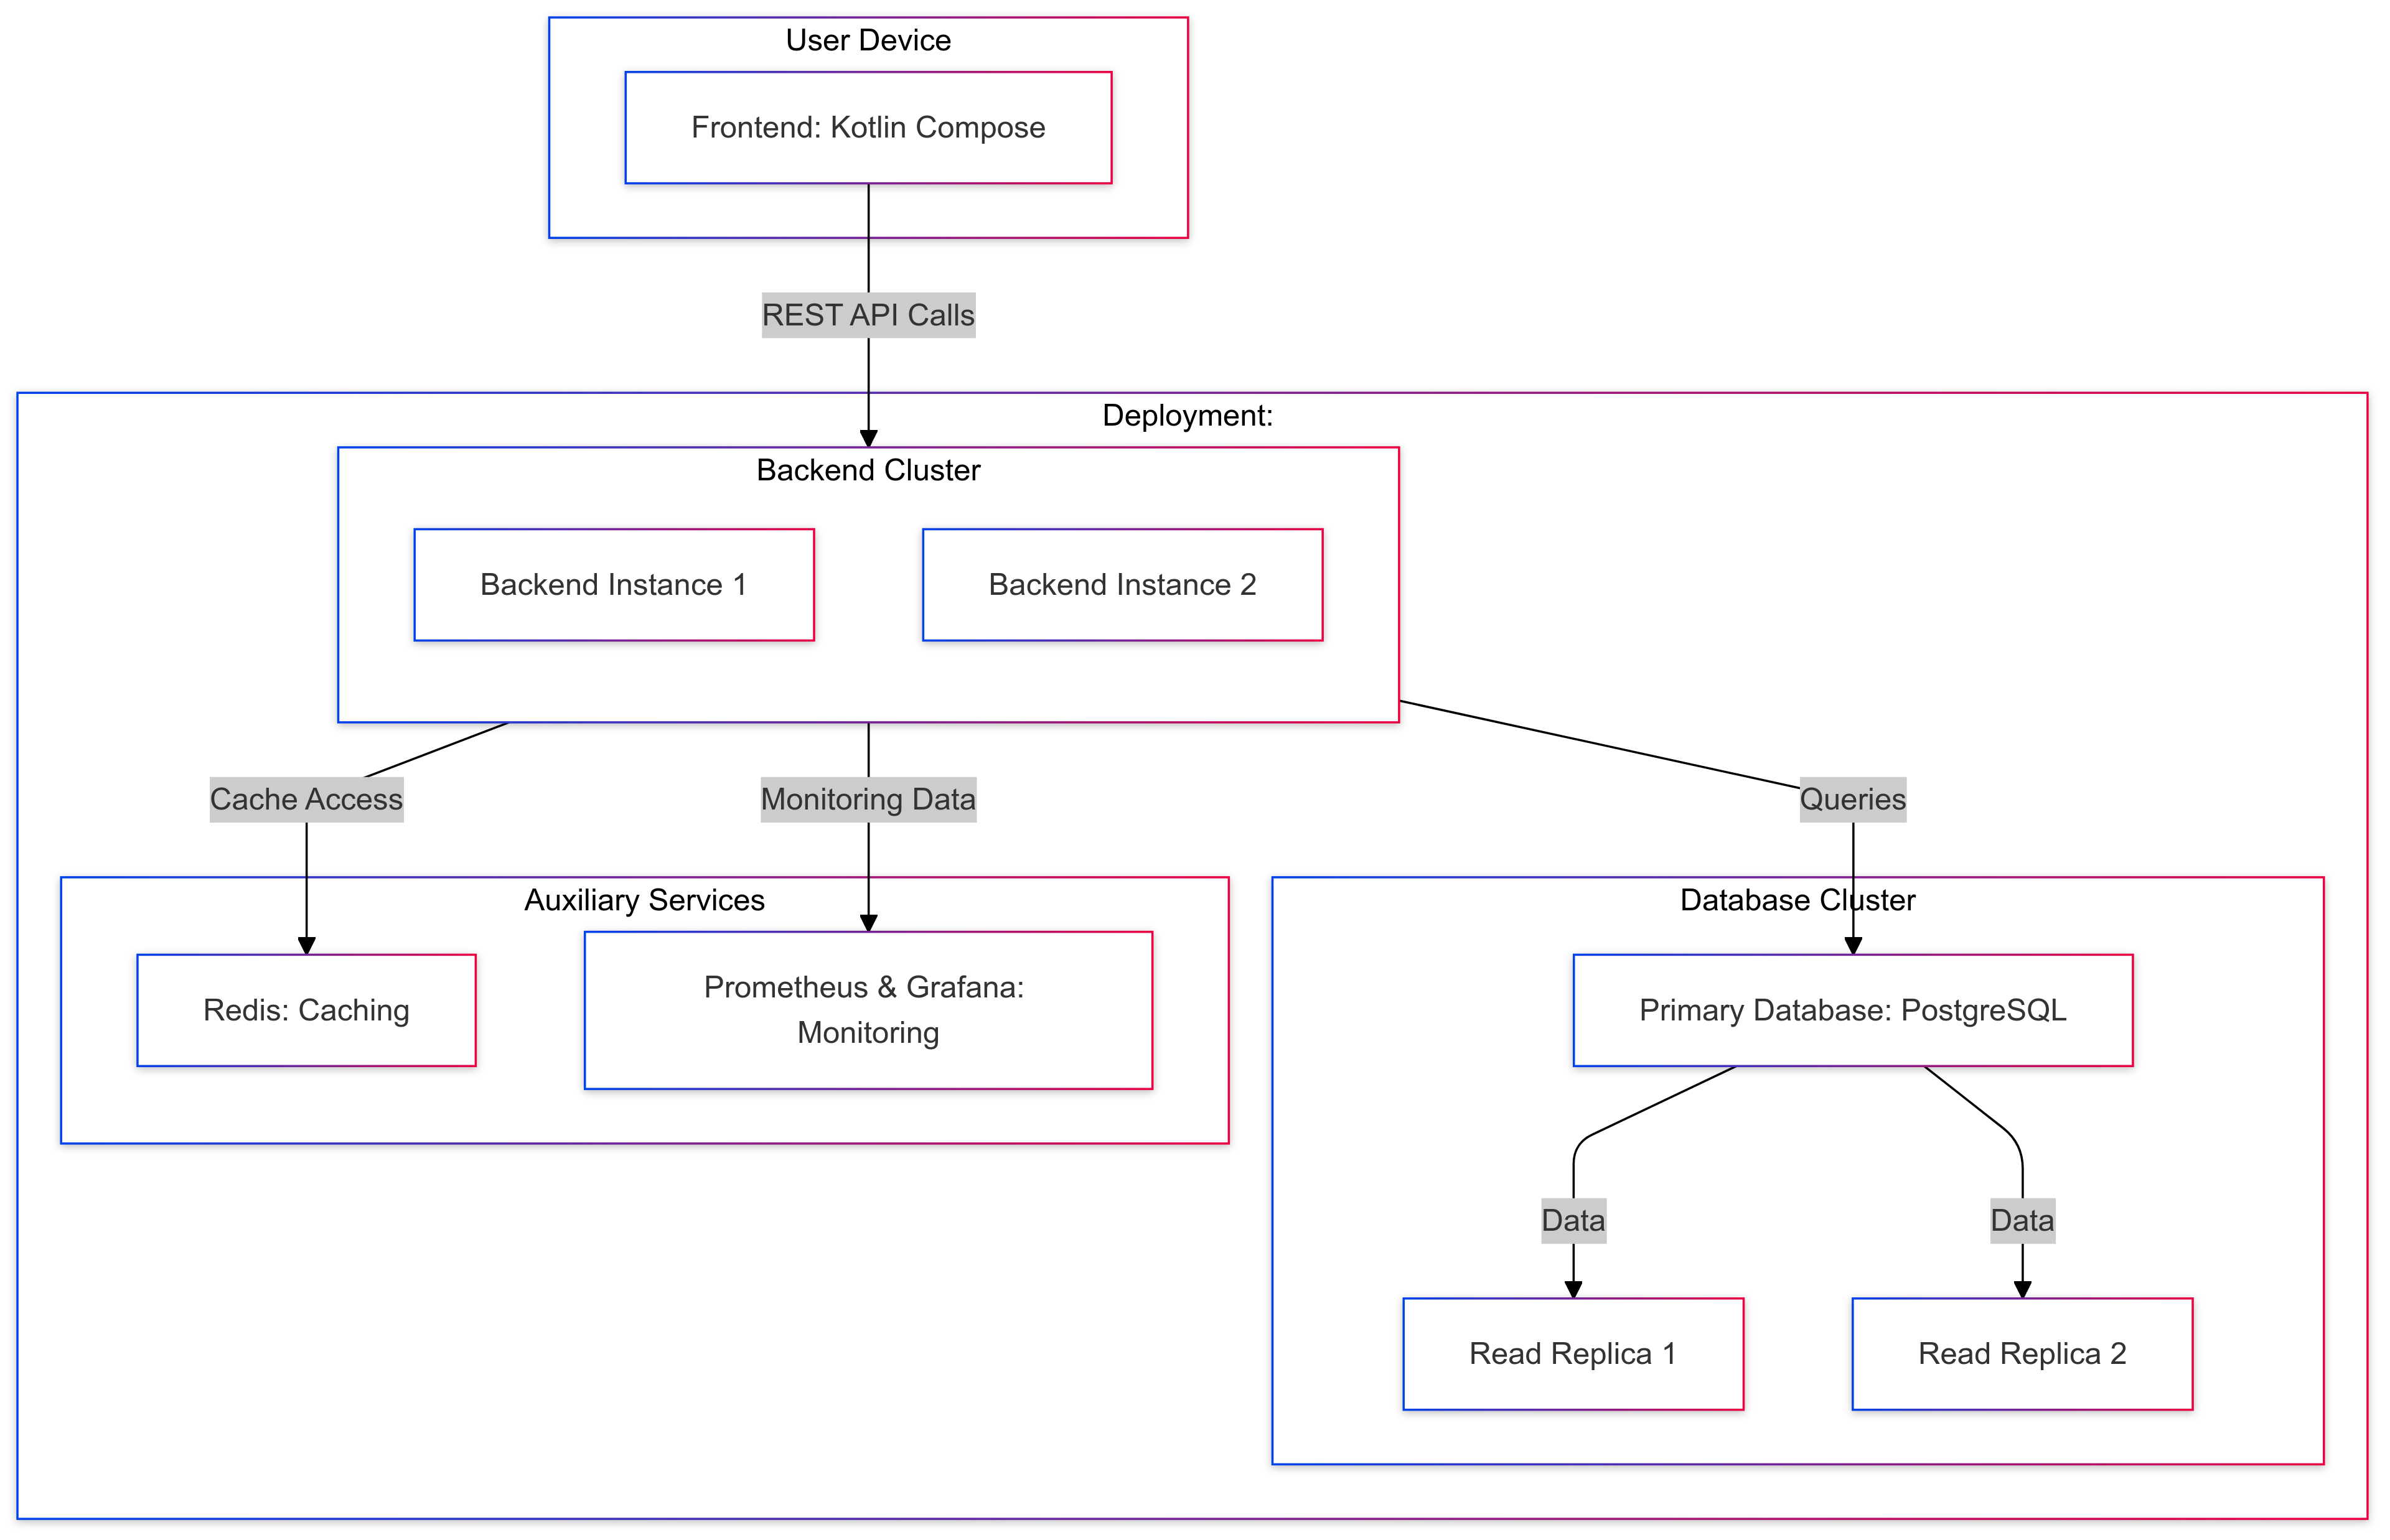 User Device
Frontend: Kotlin Compose
REST API Calls
Deployment:
Backend Cluster
Backend Instance 1
Backend Instance 2
Cache Access
Monitoring Data
Queries
Auxiliary Services
Database Cluster
Redis: Caching
Prometheus & Grafana:
Monitoring
Primary Database: PostgreSQL
Data
Data
Read Replica 1
Read Replica 2